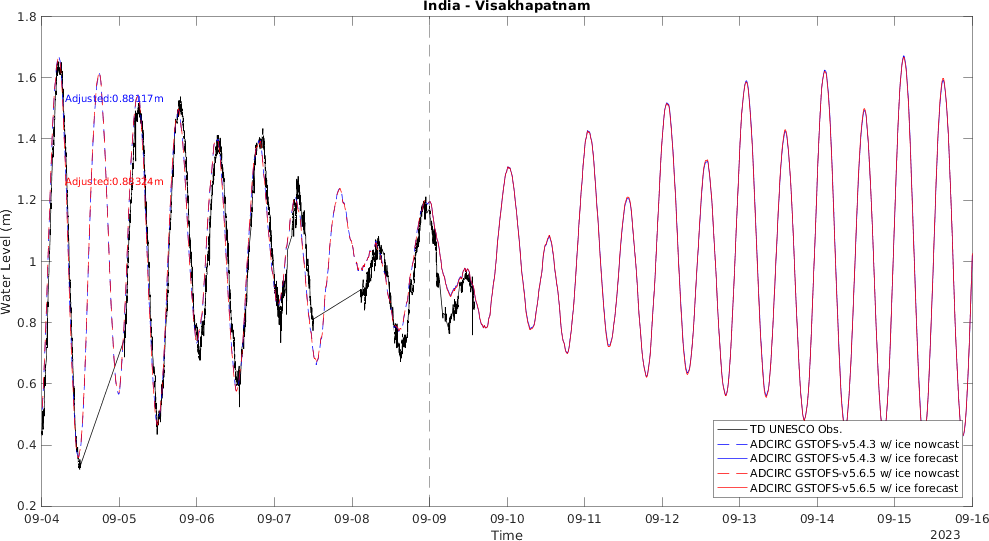 India - Visakhapatnam
1.8
1.6
1.4
1.2
1
0.8
0.6
0.4
0.2
Water Level (m)
Adjusted:0.88117m
Adjusted:0.88324m
TD UNESCO Obs.
ADCIRC GSTOFS-v5.4.3 w/ ice nowcast
ADCIRC GSTOFS-v5.4.3 w/ ice forecast
ADCIRC GSTOFS-v5.6.5 w/ ice nowcast
ADCIRC GSTOFS-v5.6.5 w/ ice forecast
09-04 09-05 09-06 09-07 09-08 09-09 09-10 09-11 09-12 09-13 09-14 09-15 09-16
Time
2023